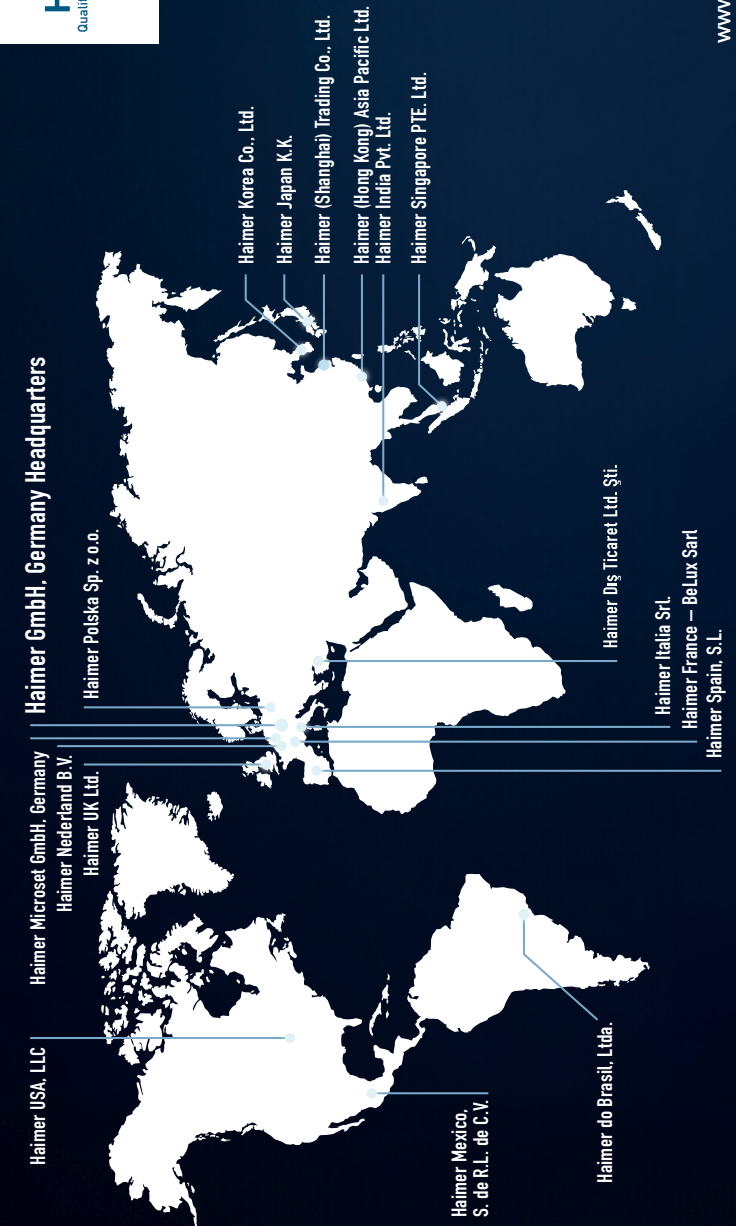 Haimer USA, LLC
Haimer Microset GmbH, Germany
Haimer Nederland B.V.
Haimer UK Ltd.
Haimer GmbH, Germany Headquarters
Haimer Polska Sp. z o.o.
Haimer Korea Co., Ltd.
Haimer Japan K.K.
Haimer (Shanghai) Trading Co., Ltd.
Haimer (Hong Kong) Asia Pacific Ltd.
Haimer India Pvt. Ltd.
Haimer Singapore PTE. Ltd.
Haimer Mexico,
S. de R.L. de C.V.
Haimer do Brasil, Ltda.
Haimer Dış Ticaret Ltd. Şti.
Haimer Italia Srl.
Haimer France – BeLux Sarl
Haimer Spain, S.L.
www